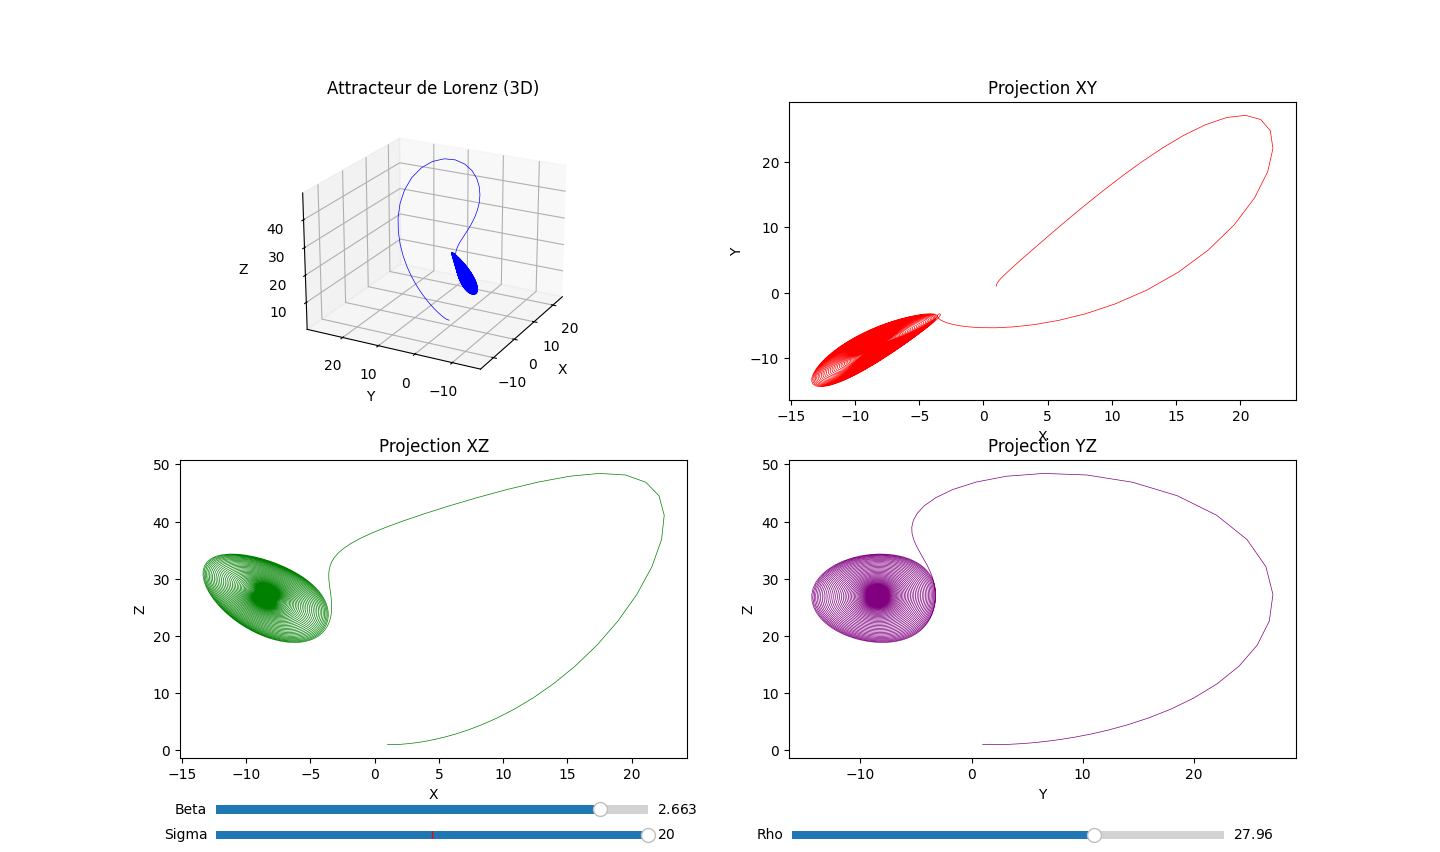 Attracteur de Lorenz (3D)
Z
40
30
20
10
20
10
0
−10
Y
20
10
0
−10
X
Projection XY
Y
20
10
0
−10
−15 −10 −5 0 5 10 15 20
X
Projection XZ
Z
50
40
30
20
10
0
−15 −10 −5 0 5 10 15 20
X
Projection YZ
Z
50
40
30
20
10
0
−10 0 10 20
Y
Beta 2.663
Sigma 20
Rho 27.96